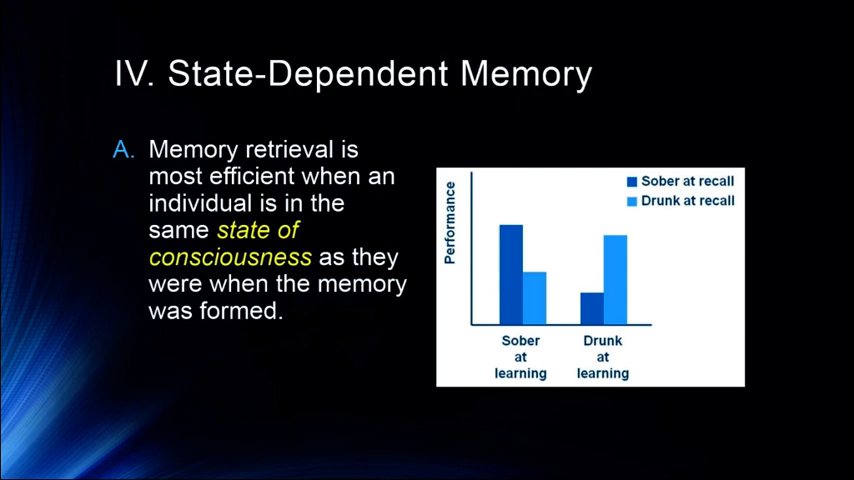 IV. State-Dependent Memory
A. Memory retrieval is
most efficient when an
individual is in the
same state of
consciousness as they
were when the memory
was formed.
Sober at recall
Drunk at recall
Performance
Sober
at
learning
Drunk
at
learning